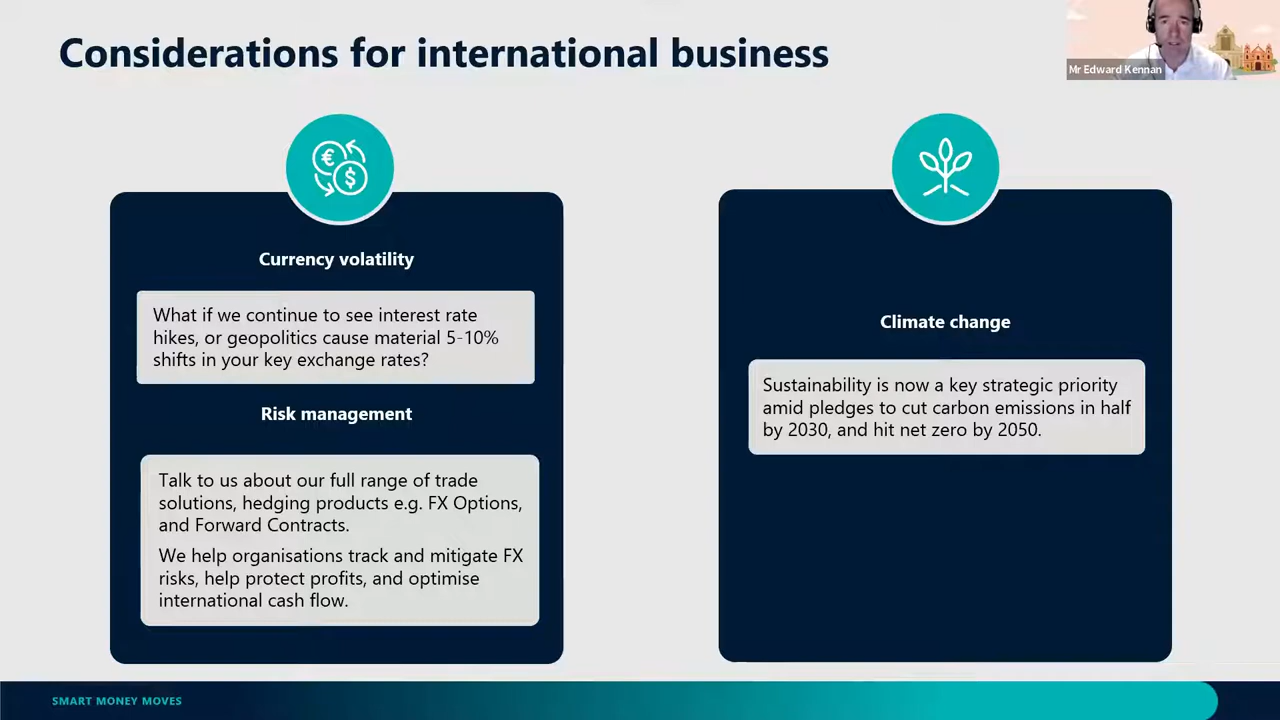 Considerations for international business
Mr Edward Kennan
€
$
Currency volatility
What if we continue to see interest rate
hikes, or geopolitics cause material 5-10%
shifts in your key exchange rates?
Risk management
Talk to us about our full range of trade
solutions, hedging products e.g. FX Options,
and Forward Contracts.
We help organisations track and mitigate FX
risks, help protect profits, and optimise
international cash flow.
Climate change
Sustainability is now a key strategic priority
amid pledges to cut carbon emissions in half
by 2030, and hit net zero by 2050.
SMART MONEY MOVES